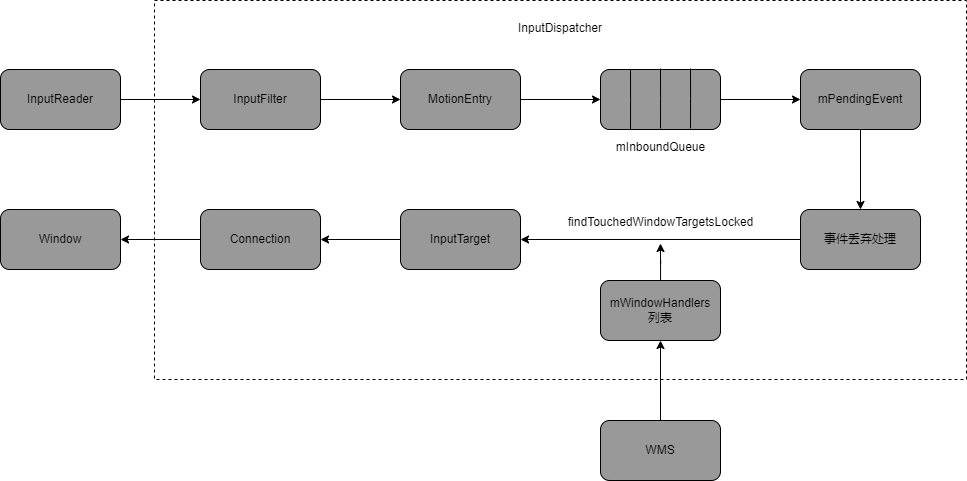 InputDispatcher
InputReader
InputFilter
MotionEntry
mInboundQueue
mPendingEvent
Window
Connection
InputTarget
findTouchedWindowTargetsLocked
事件丢弃处理
mWindowHandlers
列表
WMS